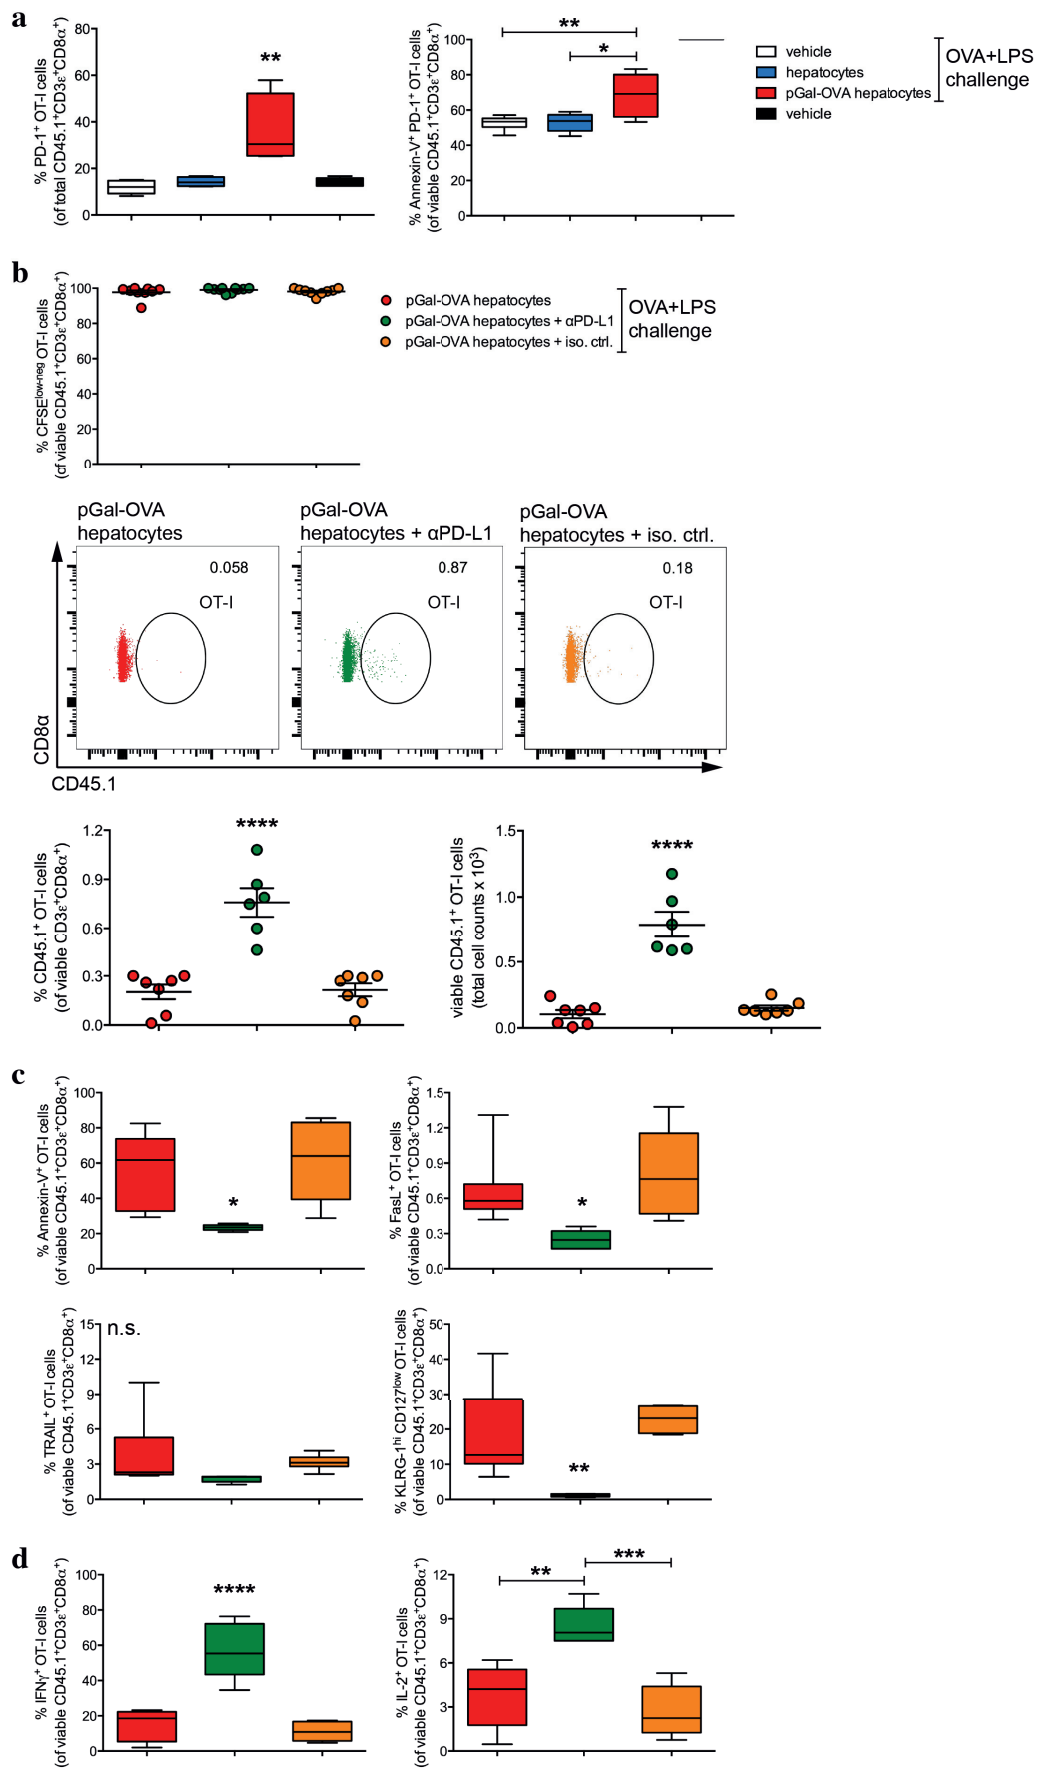 a
% PD-1⁺ OT-I cells
(of total CD45.1⁺CD3ε⁺CD8α⁺)
80
60
40
20
0
**
% Annexin-V⁺ PD-1⁺ OT-I cells
(of viable CD45.1⁺CD3ε⁺CD8α⁺)
100
80
60
40
20
0
**
*
vehicle
hepatocytes
pGal-OVA hepatocytes
vehicle
OVA+LPS
challenge
b
% CFSE^low-neg OT-I cells
(of viable CD45.1⁺CD3ε⁺CD8α⁺)
100
80
60
40
20
0
pGal-OVA hepatocytes
pGal-OVA hepatocytes + αPD-L1
pGal-OVA hepatocytes + iso. ctrl.
OVA+LPS
challenge
pGal-OVA
hepatocytes
pGal-OVA
hepatocytes + αPD-L1
pGal-OVA
hepatocytes + iso. ctrl.
0.058
OT-I
0.87
OT-I
0.18
OT-I
CD8α
CD45.1
% CD45.1⁺ OT-I cells
(of viable CD3ε⁺CD8α⁺)
1.2
0.9
0.6
0.3
0.0
****
viable CD45.1⁺ OT-I cells
(total cell counts x 10³)
1.5
1.0
0.5
0.0
****
c
% Annexin-V⁺ OT-I cells
(of viable CD45.1⁺CD3ε⁺CD8α⁺)
100
80
60
40
20
0
*
% FasL⁺ OT-I cells
(of viable CD45.1⁺CD3ε⁺CD8α⁺)
1.5
1.2
0.9
0.6
0.3
0.0
*
% TRAIL⁺ OT-I cells
(of viable CD45.1⁺CD3ε⁺CD8α⁺)
15
12
9
6
3
0
n.s.
% KLRG-1^hi CD127^low OT-I cells
(of viable CD45.1⁺CD3ε⁺CD8α⁺)
50
40
30
20
10
0
**
d
% IFNγ⁺ OT-I cells
(of viable CD45.1⁺CD3ε⁺CD8α⁺)
100
80
60
40
20
0
****
% IL-2⁺ OT-I cells
(of viable CD45.1⁺CD3ε⁺CD8α⁺)
12
9
6
3
0
**
***